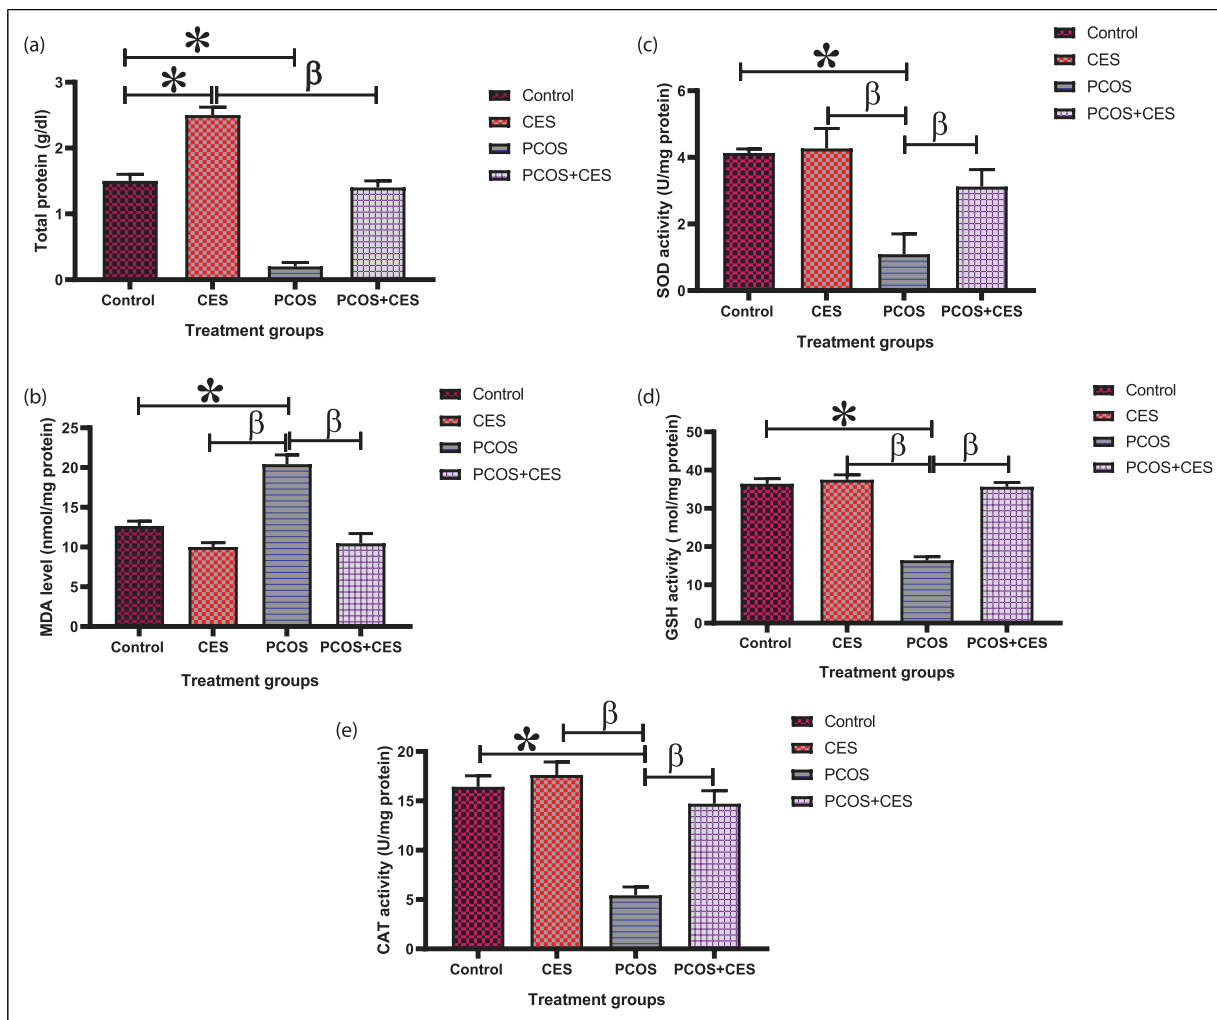 (a)
*
*
β
Total protein (g/dl)
3
2
1
0
Control
CES
PCOS
PCOS+CES
Treatment groups
Control
CES
PCOS
PCOS+CES
(c)
*
β
β
SOD activity (U/mg protein)
6
4
2
0
Control
CES
PCOS
PCOS+CES
Treatment groups
Control
CES
PCOS
PCOS+CES
(b)
*
β
β
MDA level (nmol/mg protein)
25
20
15
10
5
0
Control
CES
PCOS
PCOS+CES
Treatment groups
Control
CES
PCOS
PCOS+CES
(d)
*
β
β
GSH activity ( mol/mg protein)
50
40
30
20
10
0
Control
CES
PCOS
PCOS+CES
Treatment groups
Control
CES
PCOS
PCOS+CES
(e)
β
*
β
CAT activity (U/mg protein)
20
15
10
5
0
Control
CES
PCOS
PCOS+CES
Treatment groups
Control
CES
PCOS
PCOS+CES